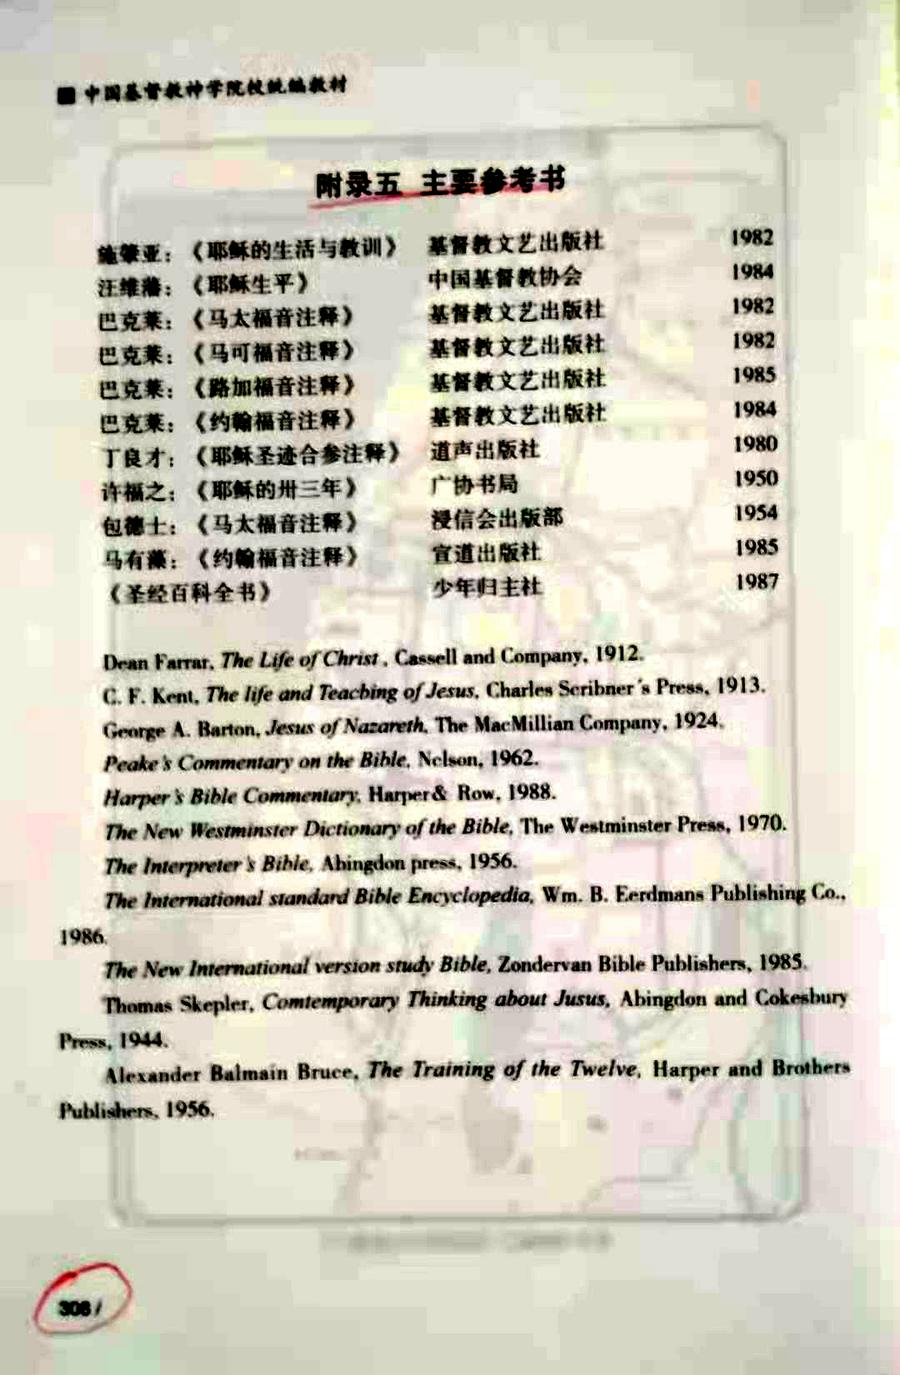 中国基督教神学院校统编教材
附录五 主要参考书
施肇亚：《耶稣的生活与教训》 基督教文艺出版社 1982
汪维藩：《耶稣生平》 中国基督教协会 1984
巴克莱：《马太福音注释》 基督教文艺出版社 1982
巴克莱：《马可福音注释》 基督教文艺出版社 1982
巴克莱：《路加福音注释》 基督教文艺出版社 1985
巴克莱：《约翰福音注释》 基督教文艺出版社 1984
丁良才：《耶稣圣迹合参注释》 道声出版社 1980
许福之：《耶稣的卅三年》 广协书局 1950
包德士：《马太福音注释》 浸信会出版部 1954
马有藻：《约翰福音注释》 宣道出版社 1985
《圣经百科全书》 少年归主社 1987
Dean Farrar, The Life of Christ, Cassell and Company, 1912.
C. F. Kent, The life and Teacbing of Jesus, Charles Scribner's Press, 1913.
George A. Barton, Jesus of Nazareth, The MacMillian Company, 1924.
Peake's Commentary on the Bible, Nelson, 1962.
Harper's Bible Commentary, Harper& Row, 1988.
The New Westminster Dictionary of the Bible, The Westminster Press, 1970.
The Interpreter's Bible, Abingdon press, 1956.
The International standard Bible Encyclopedia, Wm. B. Eerdmans Publishing Co.,
1986.
The New International version study Bible, Zondervan Bible Publishers, 1985.
Thomas Skepler, Comtemporary Thinking about Jusus, Abingdon and Cokesbury
Press, 1944.
Alexander Balmain Bruce, The Training of the Twelve, Harper and Brothers
Publishers, 1956.
308 /